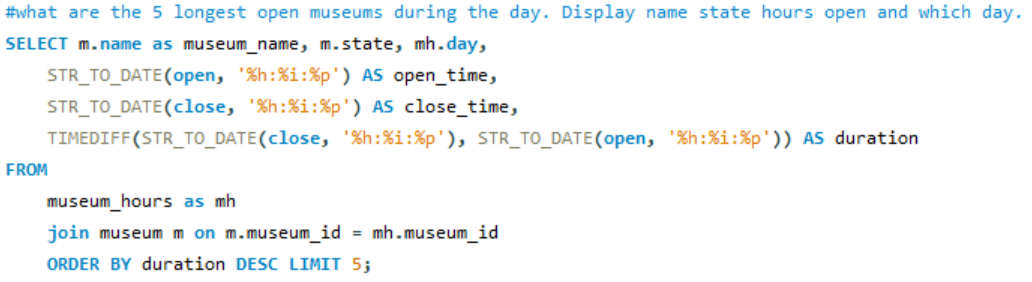 #what are the 5 longest open museums during the day. Display name state hours open and which day.
SELECT m.name as museum_name, m.state, mh.day,
STR_TO_DATE(open, '%h:%i:%p') AS open_time,
STR_TO_DATE(close, '%h:%i:%p') AS close_time,
TIMEDIFF(STR_TO_DATE(close, '%h:%i:%p'), STR_TO_DATE(open, '%h:%i:%p')) AS duration
FROM
museum_hours as mh
join museum m on m.museum_id = mh.museum_id
ORDER BY duration DESC LIMIT 5;